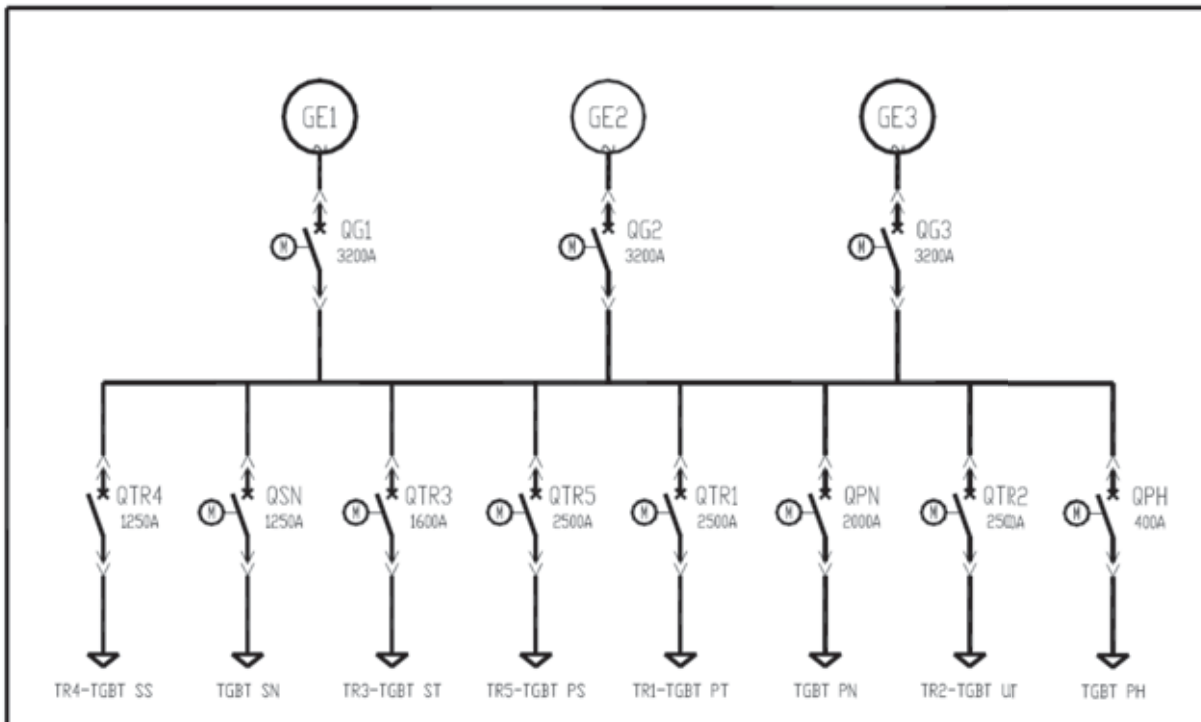 GE1
GE2
GE3
QG1
3200A
M
QG2
3200A
M
QG3
3200A
M
QTR4
1250A
M
QSN
1250A
M
QTR3
1600A
M
QTR5
2500A
M
QTR1
2500A
M
QPN
2000A
M
QTR2
2500A
M
QPH
400A
TR4-TGBT SS
TGBT SN
TR3-TGBT ST
TR5-TGBT PS
TR1-TGBT PT
TGBT PN
TR2-TGBT UT
TGBT PH